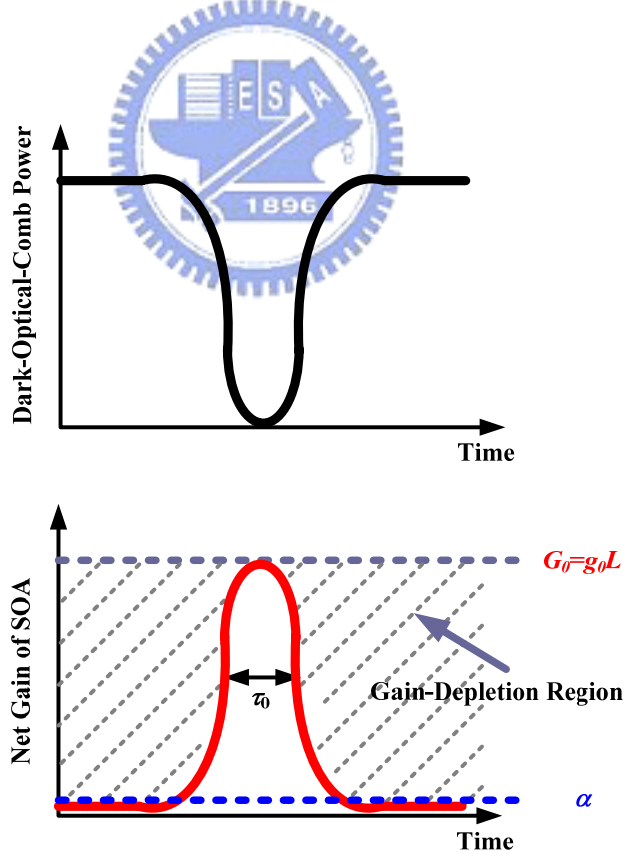 E S A
1896
Dark-Optical-Comb Power
Time
Net Gain of SOA
G₀=g₀L
Gain-Depletion Region
τ₀
α
Time